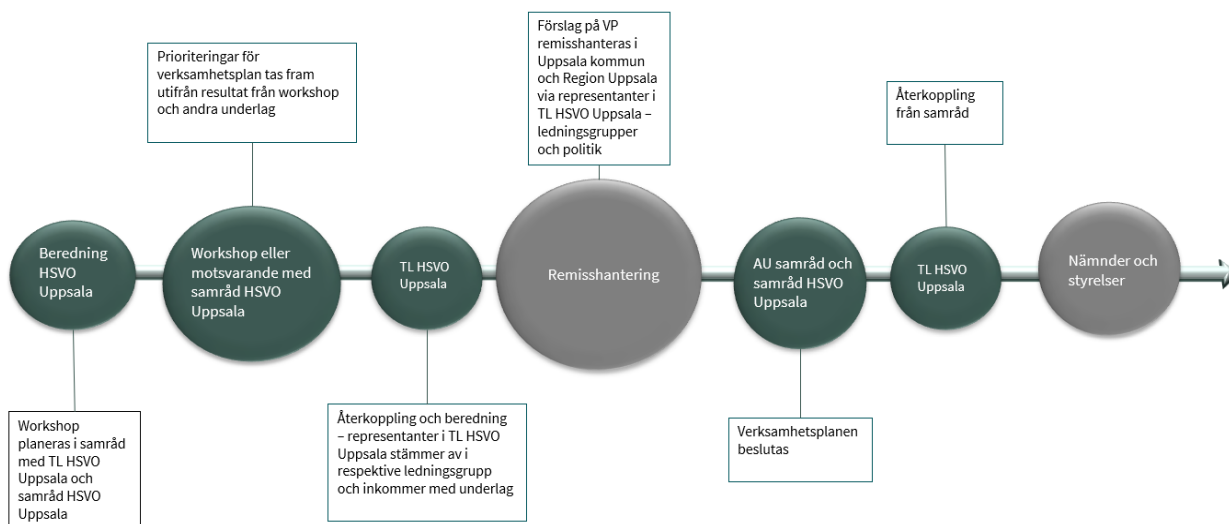 Prioriteringar för
verksamhetsplan tas fram
utifrån resultat från workshop
och andra underlag
Förslag på VP
remisshanteras i
Uppsala kommun
och Region Uppsala
via representanter i
TL HSVO Uppsala –
ledningsgrupper
och politik
Återkoppling
från samråd
Beredning
HSVO
Uppsala
Workshop eller
motsvarande med
samråd HSVO
Uppsala
TL HSVO
Uppsala
Remisshantering
AU samråd och
samråd HSVO
Uppsala
TL HSVO
Uppsala
Nämnder och
styrelser
Workshop
planeras i samråd
med TL HSVO
Uppsala och
samråd HSVO
Uppsala
Återkoppling och beredning
– representanter i TL HSVO
Uppsala stämmer av i
respektive ledningsgrupp
och inkommer med underlag
Verksamhetsplanen
beslutas